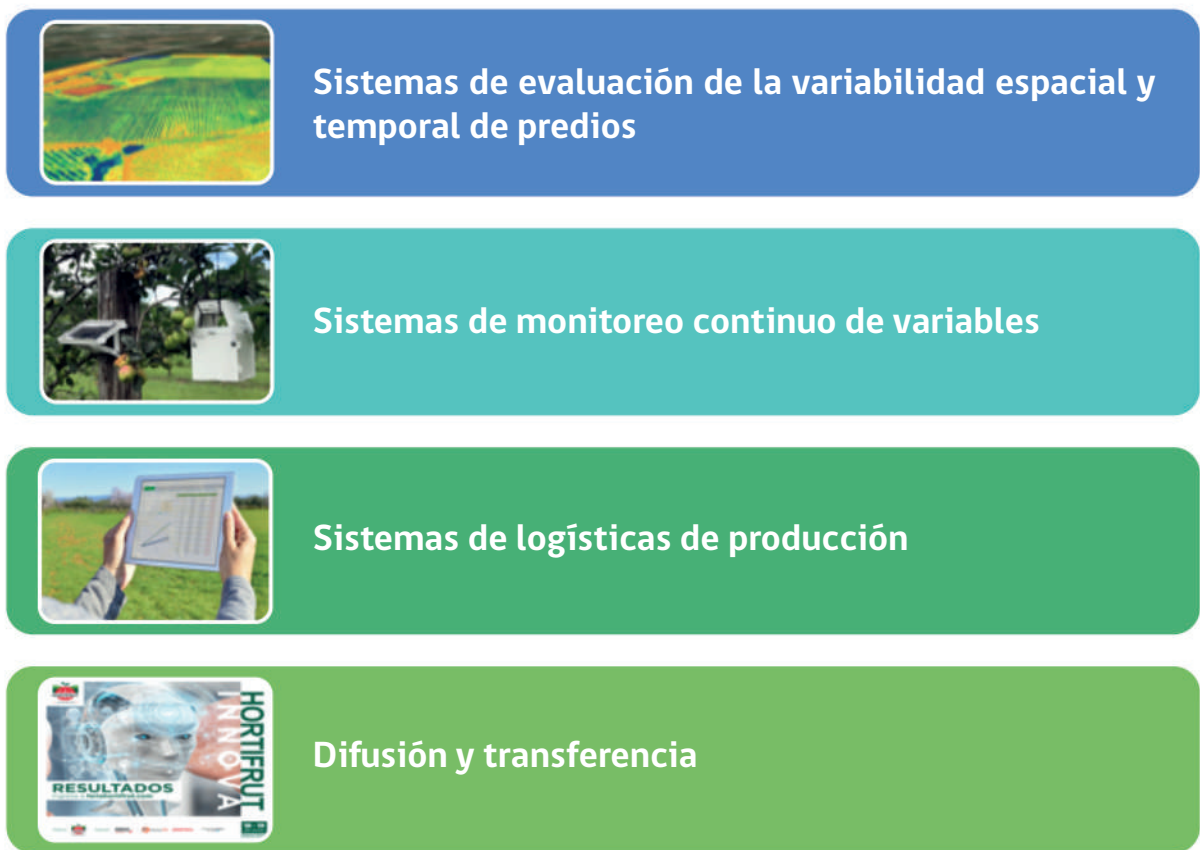 Sistemas de evaluación de la variabilidad espacial y
temporal de predios
Sistemas de monitoreo continuo de variables
Sistemas de logísticas de producción
Difusión y transferencia
HORTIFRUT
INNOVA
RESULTADOS